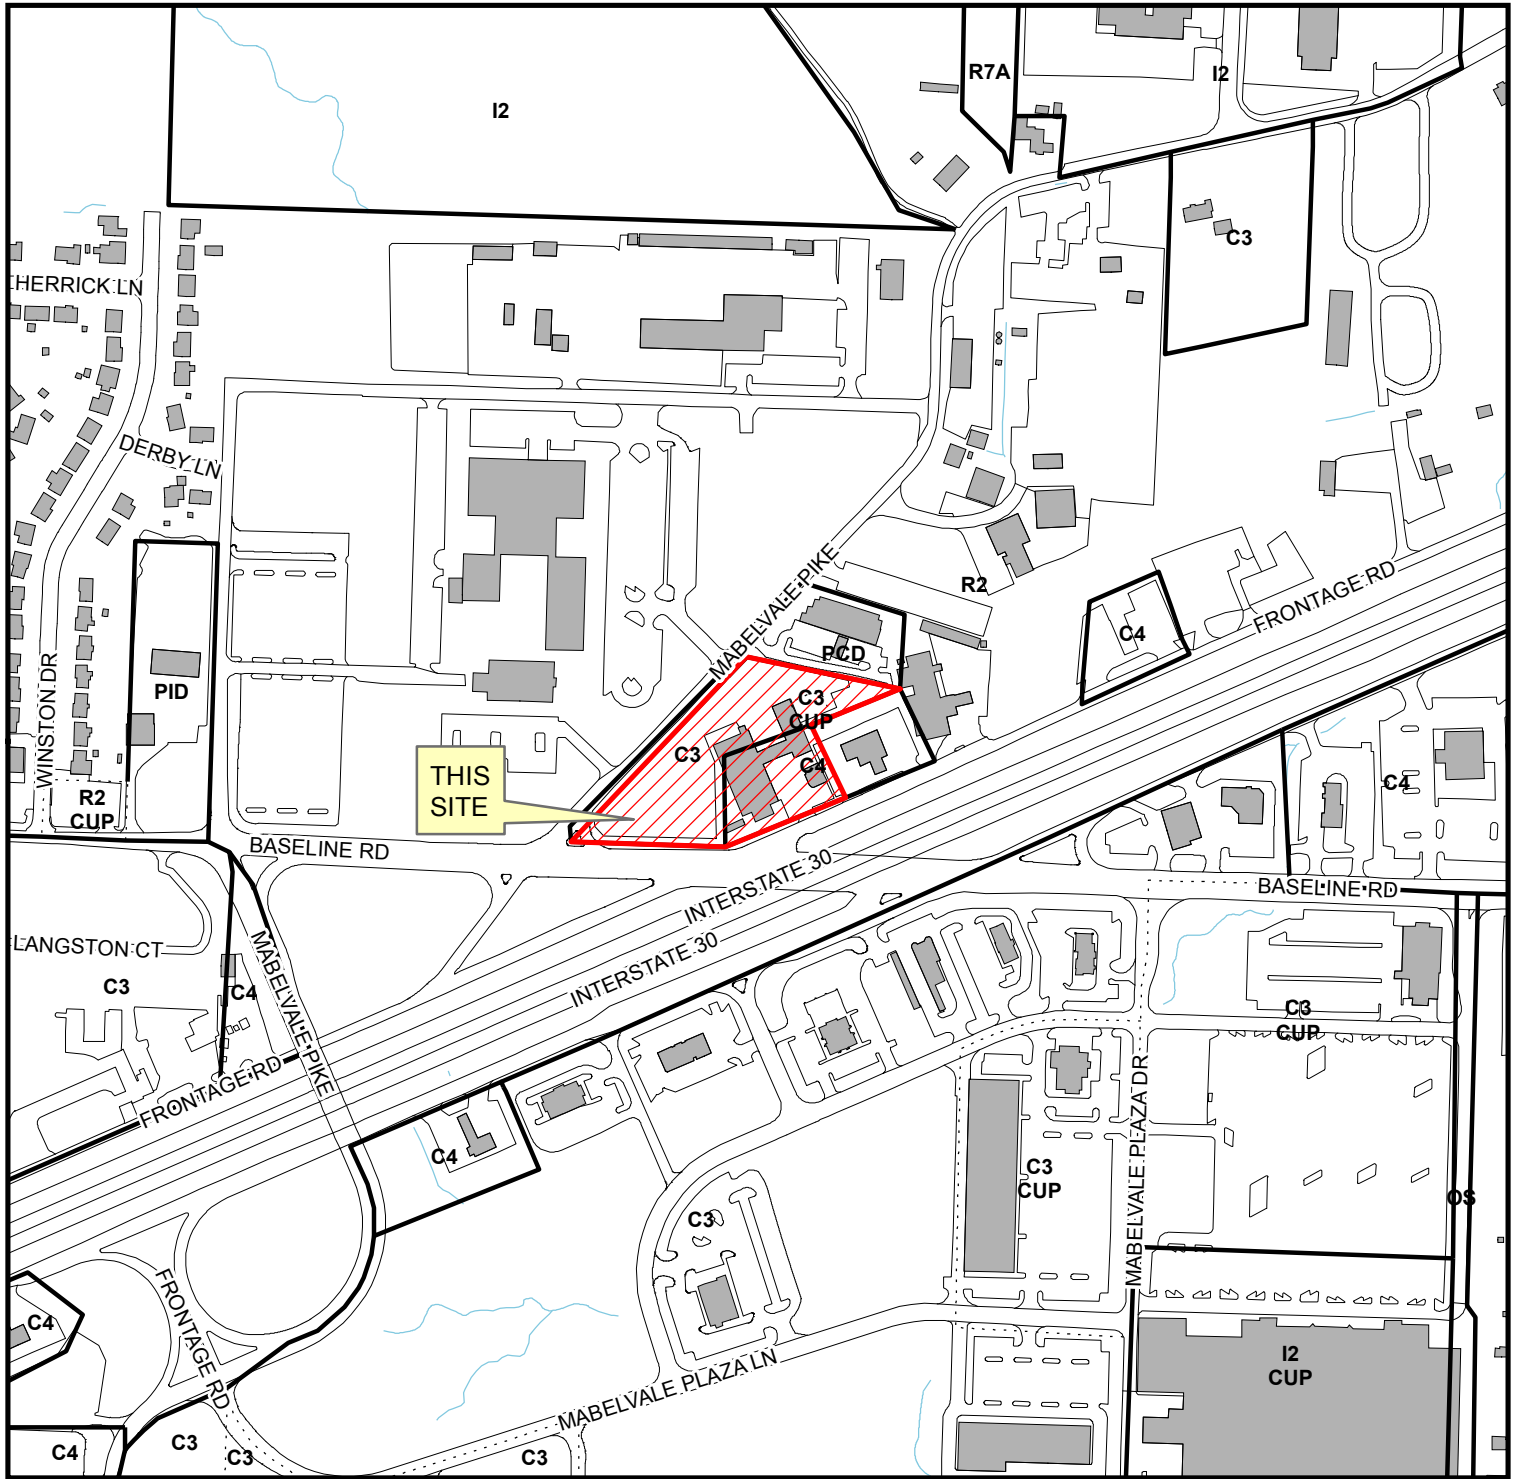 I2
R7A
I2
C3
HERRICK LN
DERBY LN
MABELVALE PIKE
R2
FRONTAGE RD
C4
PCD
WINSTON DR
PID
C3
CUP
C3
C4
THIS
SITE
R2
CUP
C4
BASELINE RD
INTERSTATE 30
BASELINE RD
LANGSTON CT
MABELVALE PIKE
INTERSTATE 30
C3
C4
C3
CUP
FRONTAGE RD
MABELVALE PLAZA DR
C4
C3
CUP
OS
C3
FRONTAGE RD
C4
I2
CUP
MABELVALE PLAZA LN
C4
C3
C3
C3